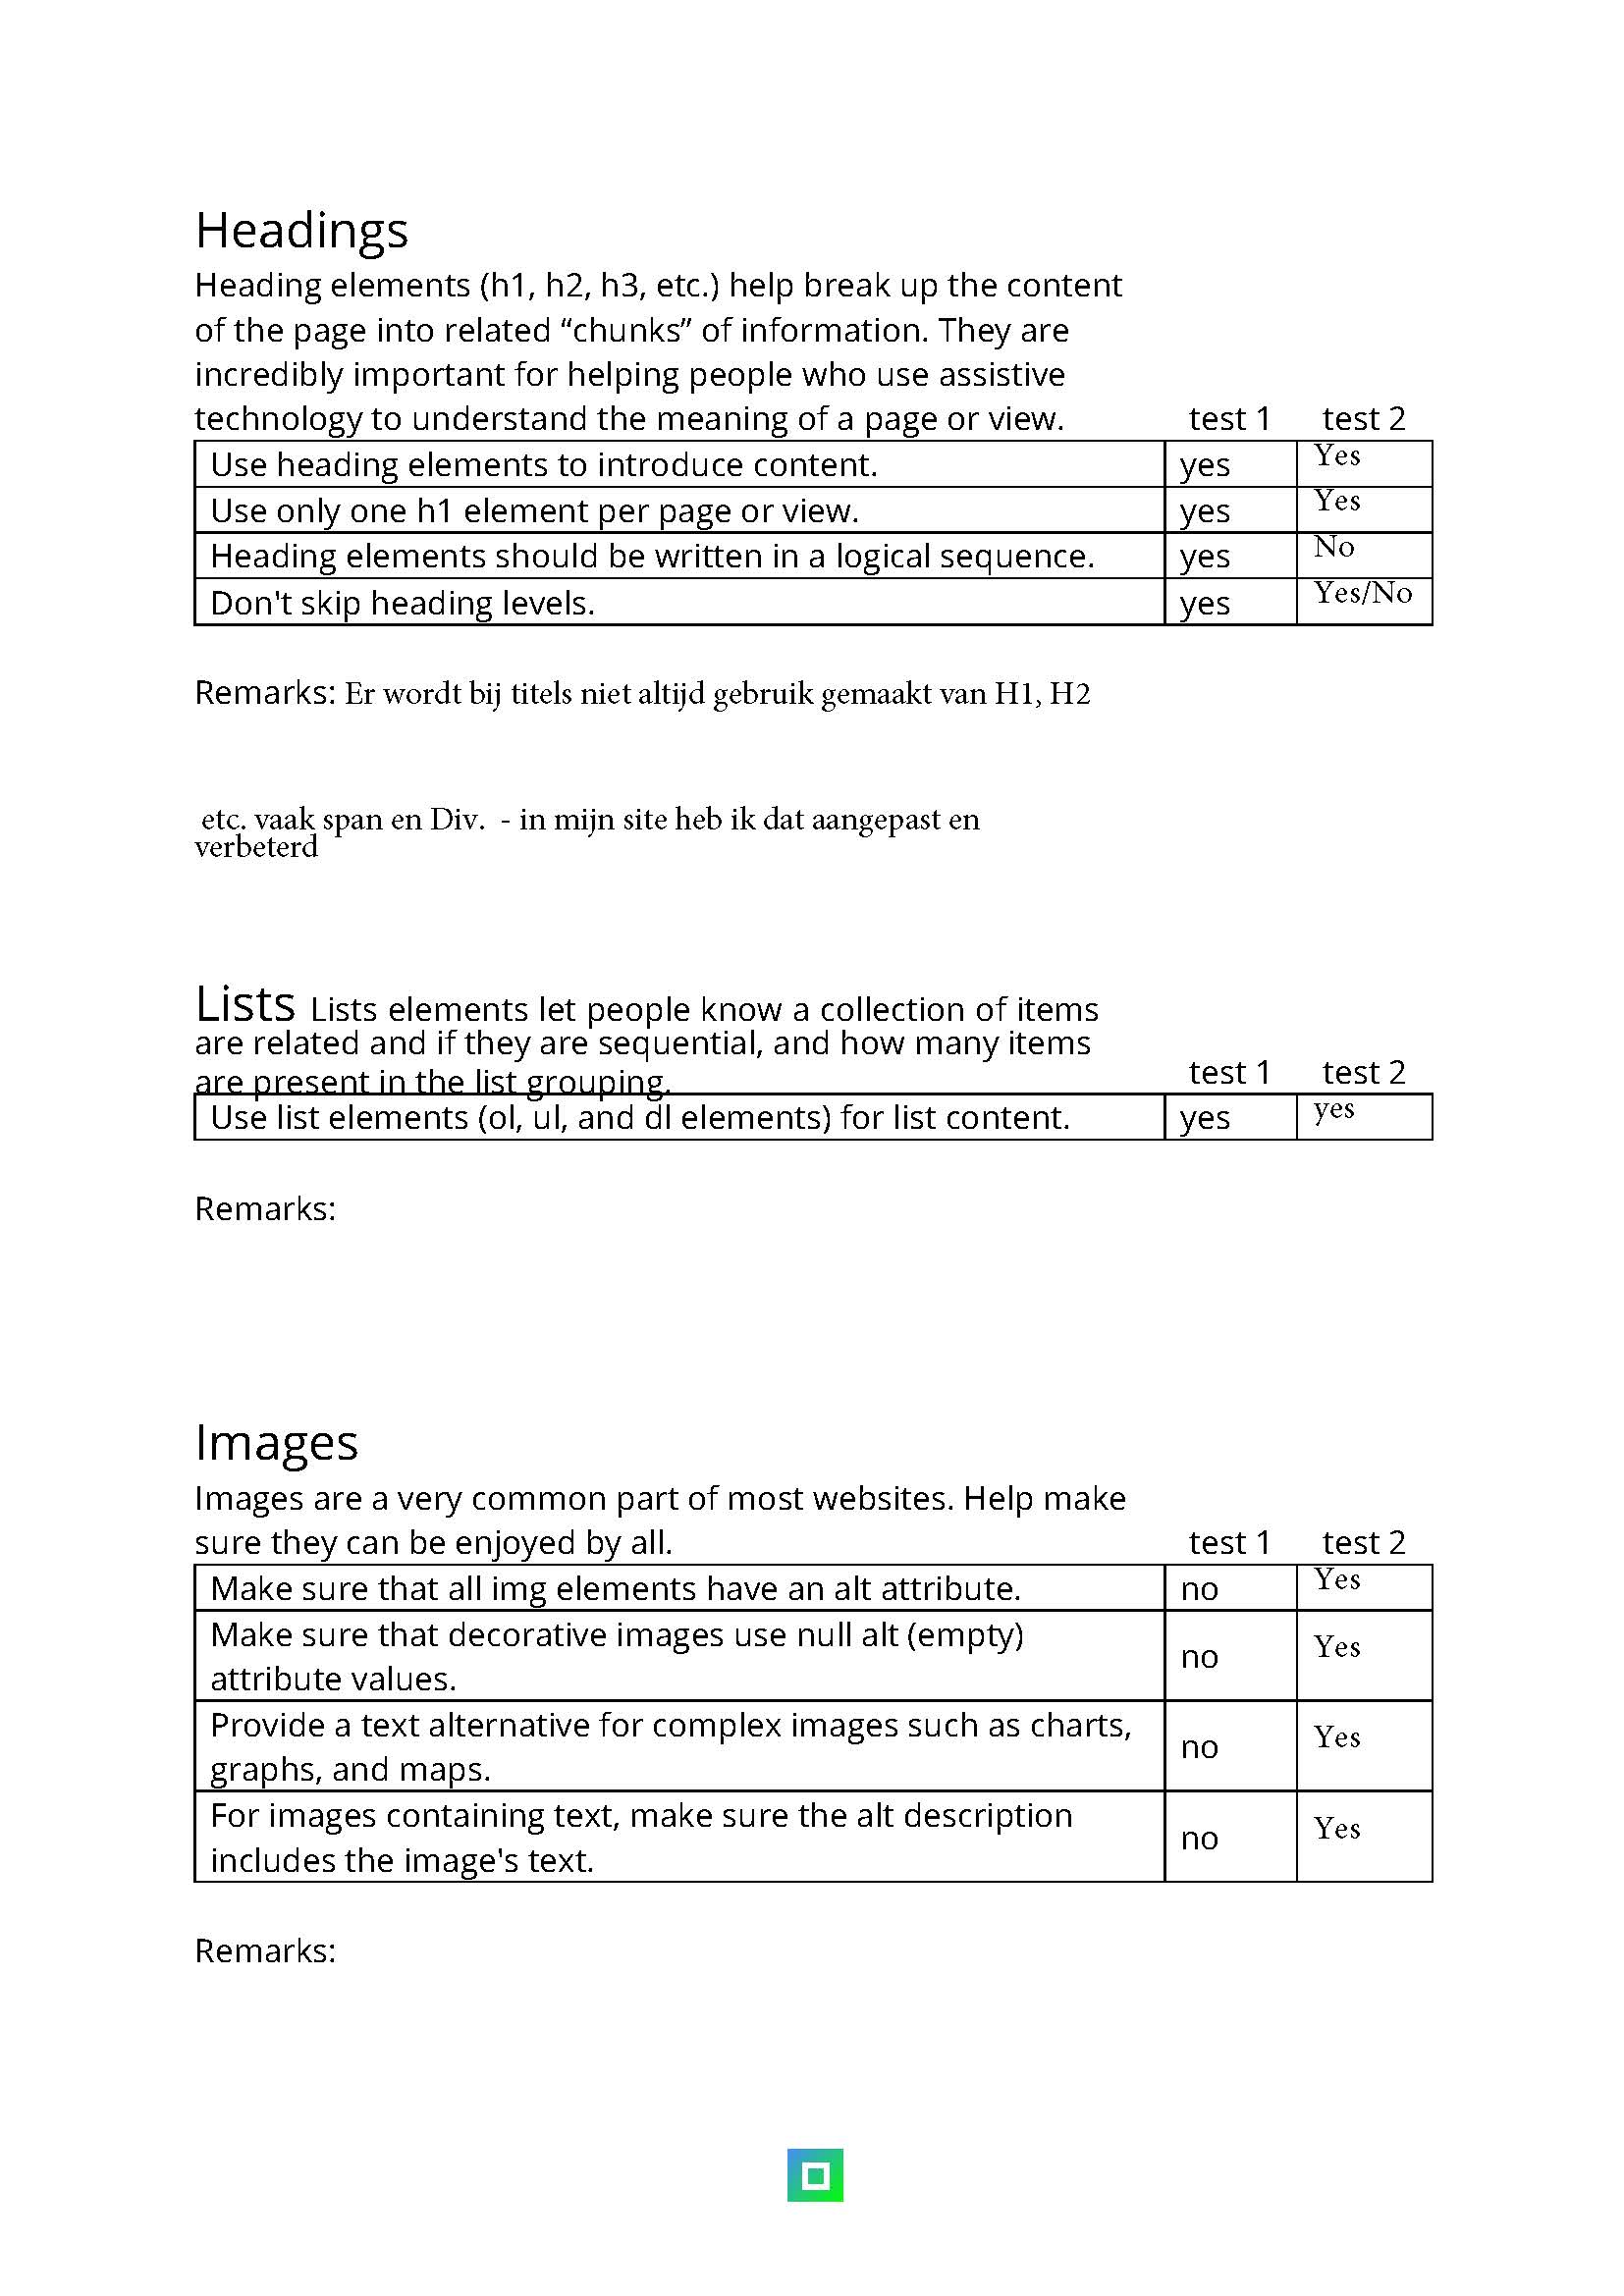 Headings
Heading elements (h1, h2, h3, etc.) help break up the content
of the page into related “chunks” of information. They are
incredibly important for helping people who use assistive
technology to understand the meaning of a page or view. test 1 test 2
Use heading elements to introduce content. yes Yes
Use only one h1 element per page or view. yes Yes
Heading elements should be written in a logical sequence. yes No
Don't skip heading levels. yes Yes/No
Remarks: Er wordt bij titels niet altijd gebruik gemaakt van H1, H2
etc. vaak span en Div. - in mijn site heb ik dat aangepast en
verbeterd
Lists Lists elements let people know a collection of items
are related and if they are sequential, and how many items
are present in the list grouping. test 1 test 2
Use list elements (ol, ul, and dl elements) for list content. yes yes
Remarks:
Images
Images are a very common part of most websites. Help make
sure they can be enjoyed by all. test 1 test 2
Make sure that all img elements have an alt attribute. no Yes
Make sure that decorative images use null alt (empty)
attribute values. no Yes
Provide a text alternative for complex images such as charts,
graphs, and maps. no Yes
For images containing text, make sure the alt description
includes the image's text. no Yes
Remarks: